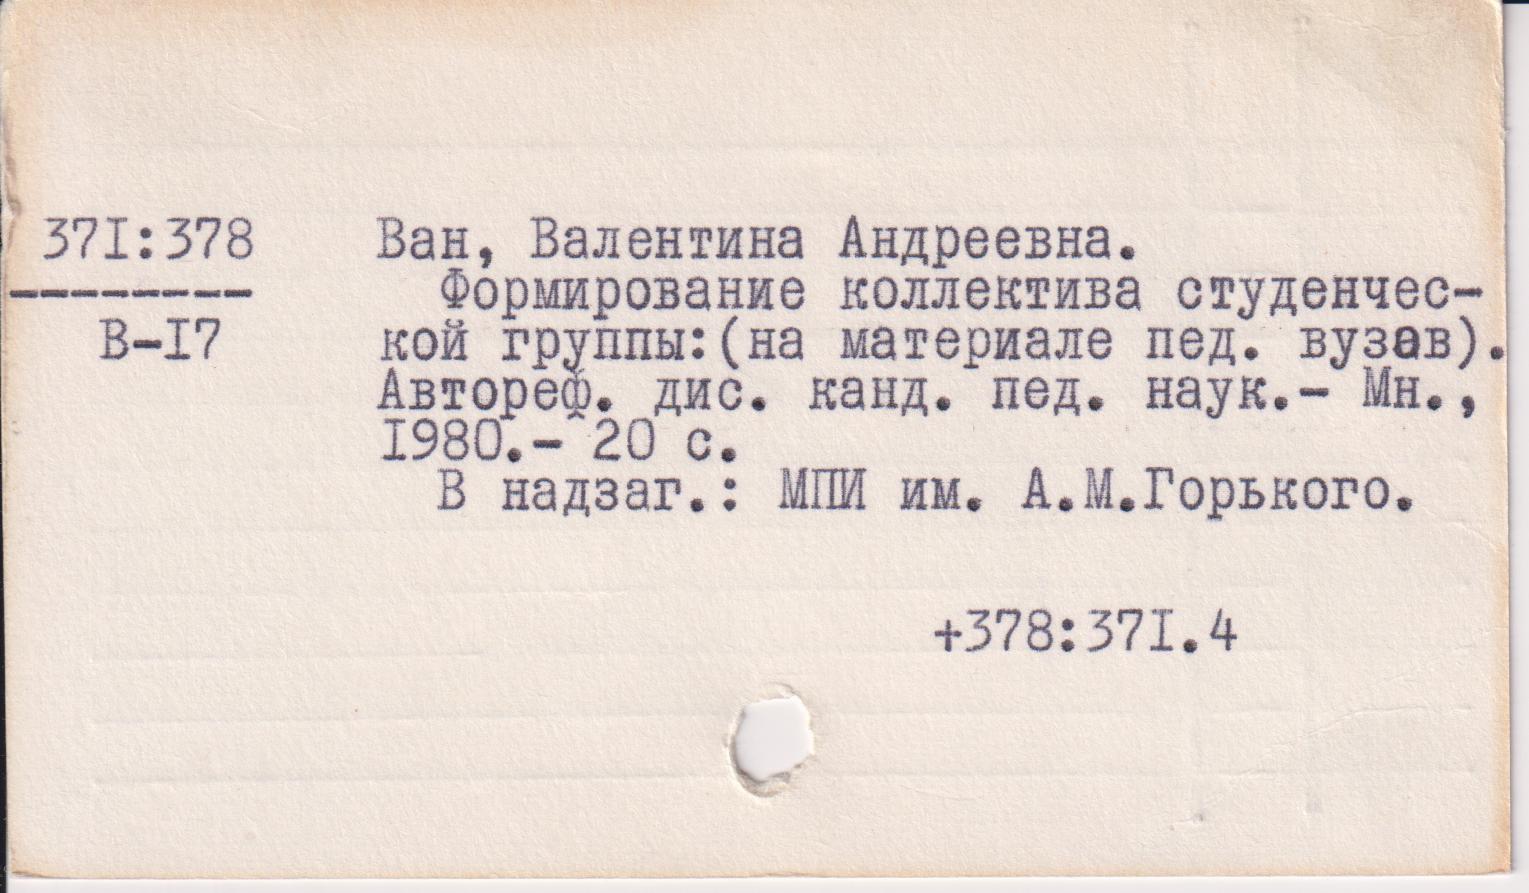 371:378 Ван, Валентина Андреевна.
-------- Формирование коллектива студенчес-
В-17 кой группы:(на материале пед. вузов).
Автореф. дис. канд. пед. наук.- Мн.,
1980.- 20 с.
В надзаг.: МПИ им. А.М.Горького.
+378:371.4